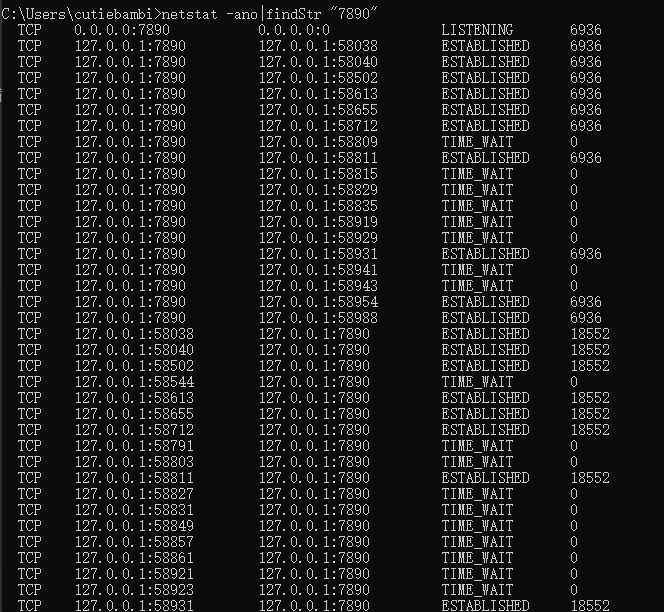 C:\Users\cutiebambi>netstat -ano|findStr "7890"
TCP 0.0.0.0:7890 0.0.0.0:0 LISTENING 6936
TCP 127.0.0.1:7890 127.0.0.1:58038 ESTABLISHED 6936
TCP 127.0.0.1:7890 127.0.0.1:58040 ESTABLISHED 6936
TCP 127.0.0.1:7890 127.0.0.1:58502 ESTABLISHED 6936
TCP 127.0.0.1:7890 127.0.0.1:58613 ESTABLISHED 6936
TCP 127.0.0.1:7890 127.0.0.1:58655 ESTABLISHED 6936
TCP 127.0.0.1:7890 127.0.0.1:58712 ESTABLISHED 6936
TCP 127.0.0.1:7890 127.0.0.1:58809 TIME_WAIT 0
TCP 127.0.0.1:7890 127.0.0.1:58811 ESTABLISHED 6936
TCP 127.0.0.1:7890 127.0.0.1:58815 TIME_WAIT 0
TCP 127.0.0.1:7890 127.0.0.1:58829 TIME_WAIT 0
TCP 127.0.0.1:7890 127.0.0.1:58835 TIME_WAIT 0
TCP 127.0.0.1:7890 127.0.0.1:58919 TIME_WAIT 0
TCP 127.0.0.1:7890 127.0.0.1:58929 TIME_WAIT 0
TCP 127.0.0.1:7890 127.0.0.1:58931 ESTABLISHED 6936
TCP 127.0.0.1:7890 127.0.0.1:58941 TIME_WAIT 0
TCP 127.0.0.1:7890 127.0.0.1:58943 TIME_WAIT 0
TCP 127.0.0.1:7890 127.0.0.1:58954 ESTABLISHED 6936
TCP 127.0.0.1:7890 127.0.0.1:58988 ESTABLISHED 6936
TCP 127.0.0.1:58038 127.0.0.1:7890 ESTABLISHED 18552
TCP 127.0.0.1:58040 127.0.0.1:7890 ESTABLISHED 18552
TCP 127.0.0.1:58502 127.0.0.1:7890 ESTABLISHED 18552
TCP 127.0.0.1:58544 127.0.0.1:7890 TIME_WAIT 0
TCP 127.0.0.1:58613 127.0.0.1:7890 ESTABLISHED 18552
TCP 127.0.0.1:58655 127.0.0.1:7890 ESTABLISHED 18552
TCP 127.0.0.1:58712 127.0.0.1:7890 ESTABLISHED 18552
TCP 127.0.0.1:58791 127.0.0.1:7890 TIME_WAIT 0
TCP 127.0.0.1:58803 127.0.0.1:7890 TIME_WAIT 0
TCP 127.0.0.1:58811 127.0.0.1:7890 ESTABLISHED 18552
TCP 127.0.0.1:58827 127.0.0.1:7890 TIME_WAIT 0
TCP 127.0.0.1:58831 127.0.0.1:7890 TIME_WAIT 0
TCP 127.0.0.1:58849 127.0.0.1:7890 TIME_WAIT 0
TCP 127.0.0.1:58857 127.0.0.1:7890 TIME_WAIT 0
TCP 127.0.0.1:58861 127.0.0.1:7890 TIME_WAIT 0
TCP 127.0.0.1:58921 127.0.0.1:7890 TIME_WAIT 0
TCP 127.0.0.1:58923 127.0.0.1:7890 TIME_WAIT 0
TCP 127.0.0.1:58931 127.0.0.1:7890 ESTABLISHED 18552